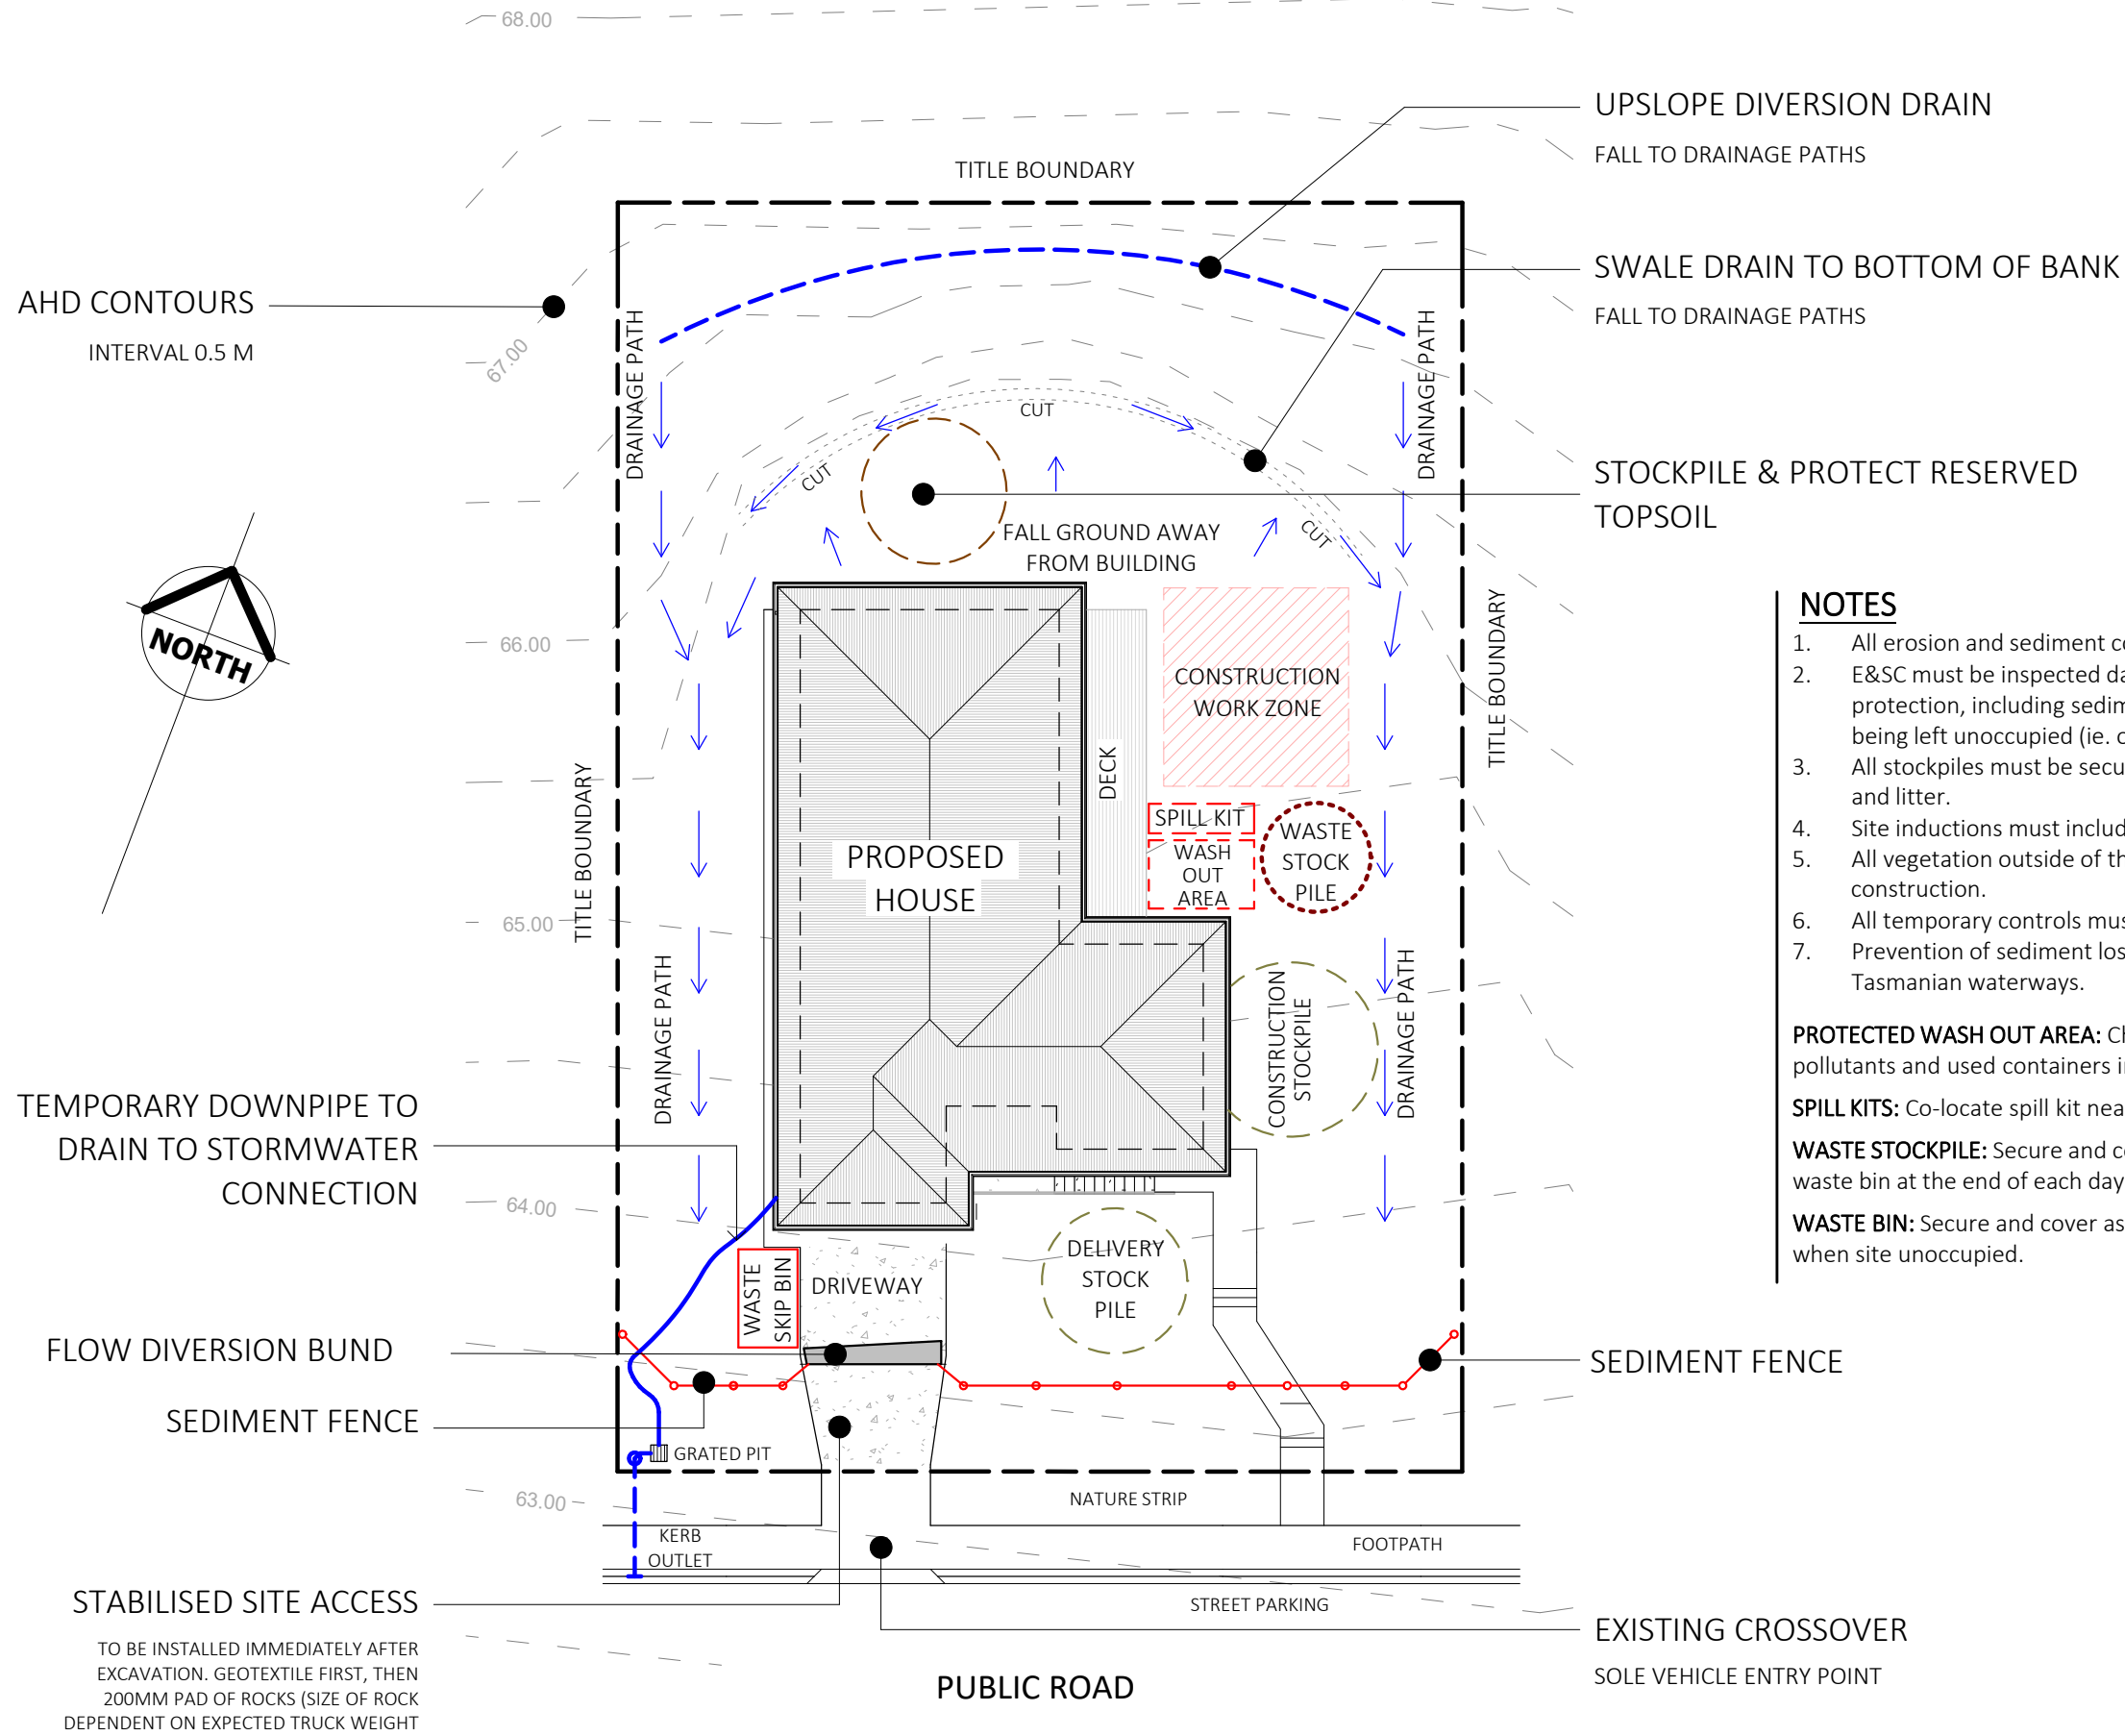 68.00
UPSLOPE DIVERSION DRAIN
FALL TO DRAINAGE PATHS
TITLE BOUNDARY
SWALE DRAIN TO BOTTOM OF BANK
FALL TO DRAINAGE PATHS
AHD CONTOURS
INTERVAL 0.5 M
67.00
DRAINAGE PATH
DRAINAGE PATH
CUT
CUT
CUT
STOCKPILE & PROTECT RESERVED
TOPSOIL
FALL GROUND AWAY
FROM BUILDING
NORTH
66.00
CONSTRUCTION
WORK ZONE
TITLE BOUNDARY
TITLE BOUNDARY
DECK
SPILL KIT
WASH
OUT
AREA
WASTE
STOCK
PILE
PROPOSED
HOUSE
65.00
DRAINAGE PATH
CONSTRUCTION
STOCKPILE
DRAINAGE PATH
NOTES
1. All erosion and sediment co
2. E&SC must be inspected da
protection, including sedim
being left unoccupied (ie. o
3. All stockpiles must be secu
and litter.
4. Site inductions must includ
5. All vegetation outside of th
construction.
6. All temporary controls mus
7. Prevention of sediment los
Tasmanian waterways.
PROTECTED WASH OUT AREA: Ch
pollutants and used containers i
SPILL KITS: Co-locate spill kit nea
WASTE STOCKPILE: Secure and co
waste bin at the end of each day
WASTE BIN: Secure and cover as
when site unoccupied.
TEMPORARY DOWNPIPE TO
DRAIN TO STORMWATER
CONNECTION
64.00
WASTE
SKIP BIN
DRIVEWAY
DELIVERY
STOCK
PILE
FLOW DIVERSION BUND
SEDIMENT FENCE
SEDIMENT FENCE
GRATED PIT
63.00
NATURE STRIP
KERB
OUTLET
FOOTPATH
STREET PARKING
STABILISED SITE ACCESS
TO BE INSTALLED IMMEDIATELY AFTER
EXCAVATION. GEOTEXTILE FIRST, THEN
200MM PAD OF ROCKS (SIZE OF ROCK
DEPENDENT ON EXPECTED TRUCK WEIGHT
EXISTING CROSSOVER
SOLE VEHICLE ENTRY POINT
PUBLIC ROAD